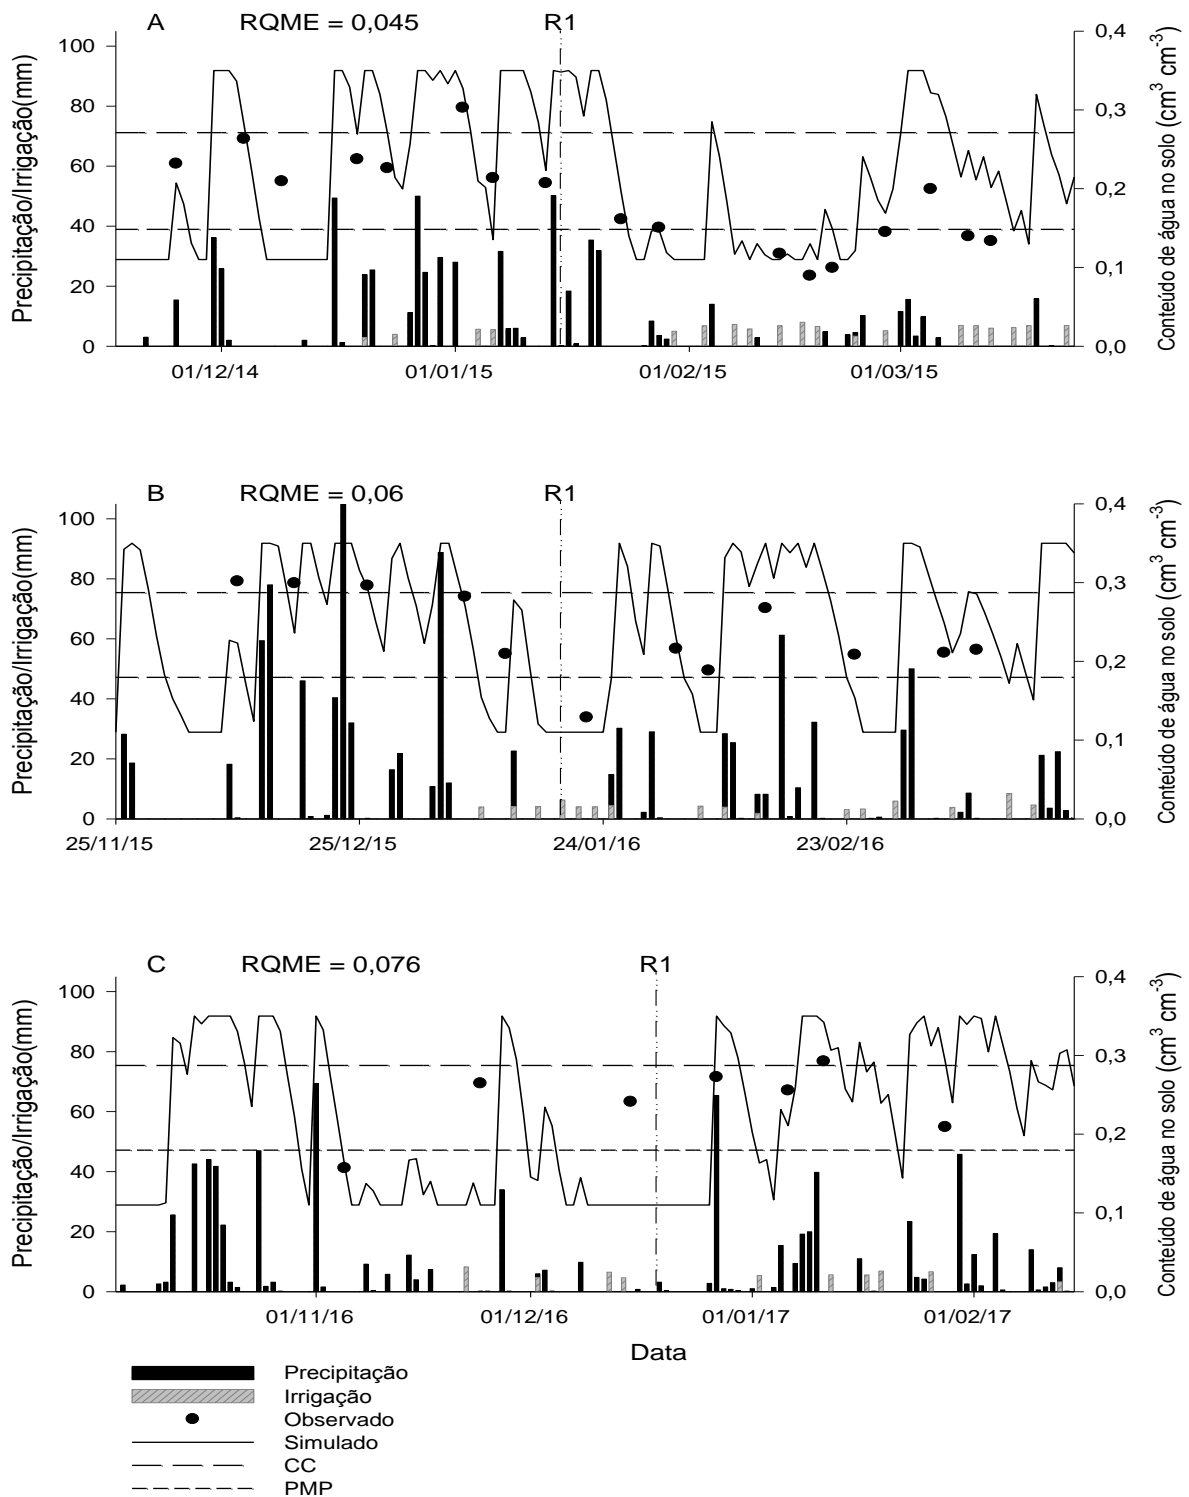 A RQME = 0,045 R1
100
80
60
40
20
0
Precipitação/Irrigação(mm)
0,4
0,3
0,2
0,1
0,0
Conteúdo de água no solo (cm³ cm⁻³)
01/12/14 01/01/15 01/02/15 01/03/15
B RQME = 0,06 R1
100
80
60
40
20
0
Precipitação/Irrigação(mm)
0,4
0,3
0,2
0,1
0,0
Conteúdo de água no solo (cm³ cm⁻³)
25/11/15 25/12/15 24/01/16 23/02/16
C RQME = 0,076 R1
100
80
60
40
20
0
Precipitação/Irrigação(mm)
0,4
0,3
0,2
0,1
0,0
Conteúdo de água no solo (cm³ cm⁻³)
01/11/16 01/12/16 01/01/17 01/02/17
Data
Precipitação
Irrigação
Observado
Simulado
CC
PMP